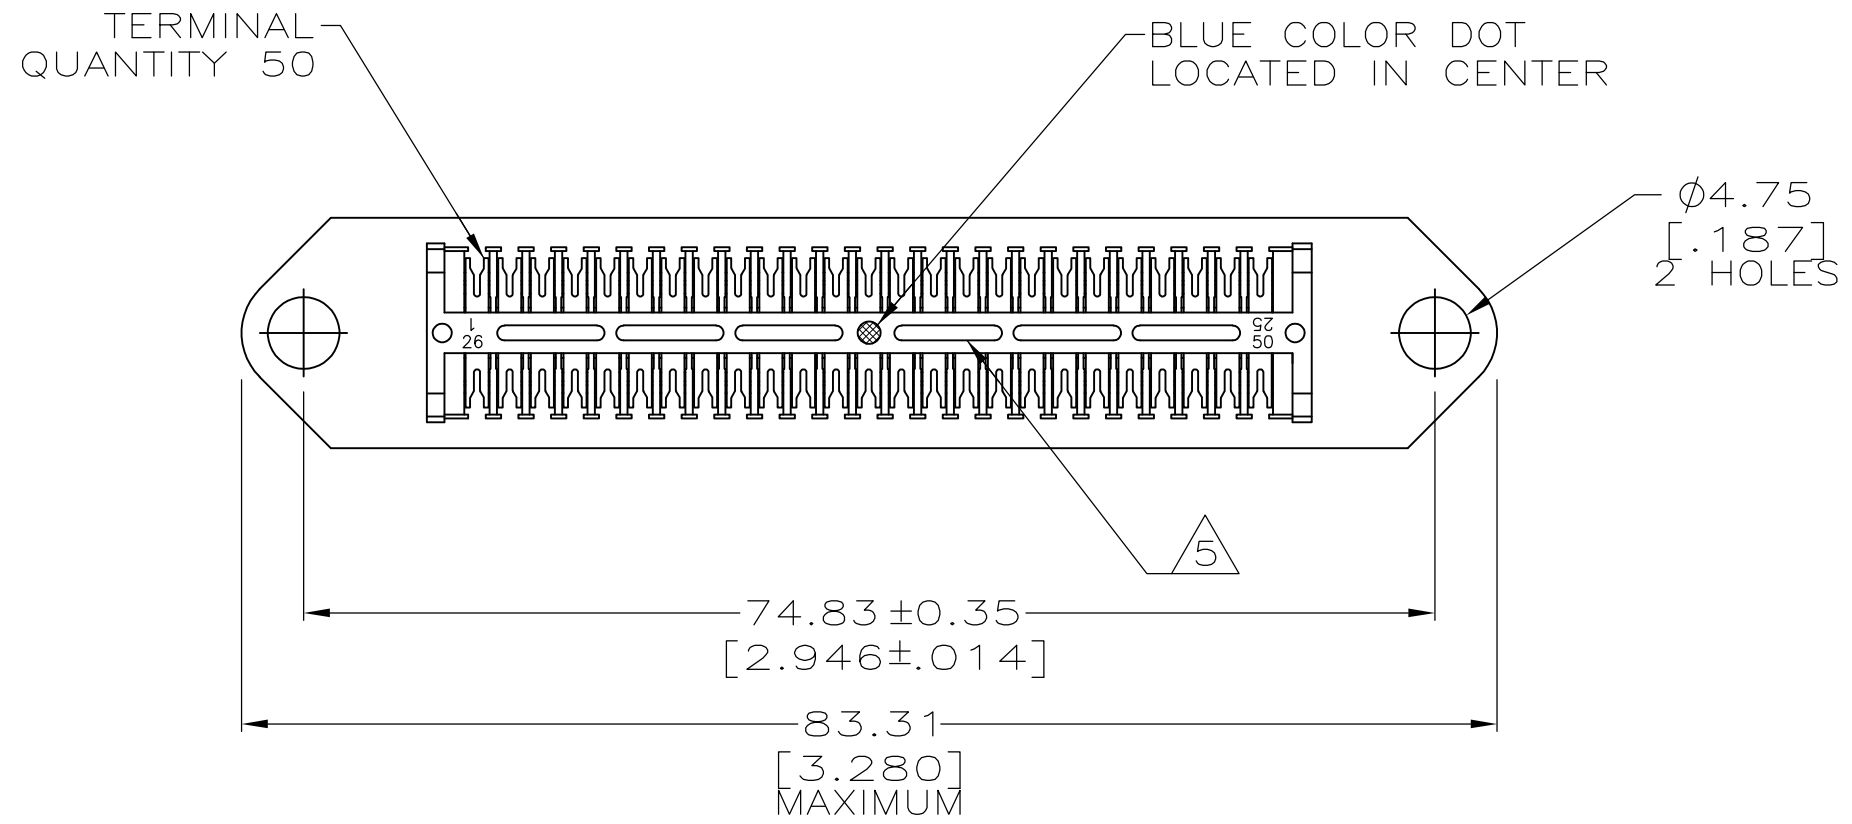 TERMINAL
QUANTITY 50
BLUE COLOR DOT
LOCATED IN CENTER
Ø4.75
[.187]
2 HOLES
1
26
25
50
5
74.83±0.35
[2.946±.014]
83.31
[3.280]
MAXIMUM